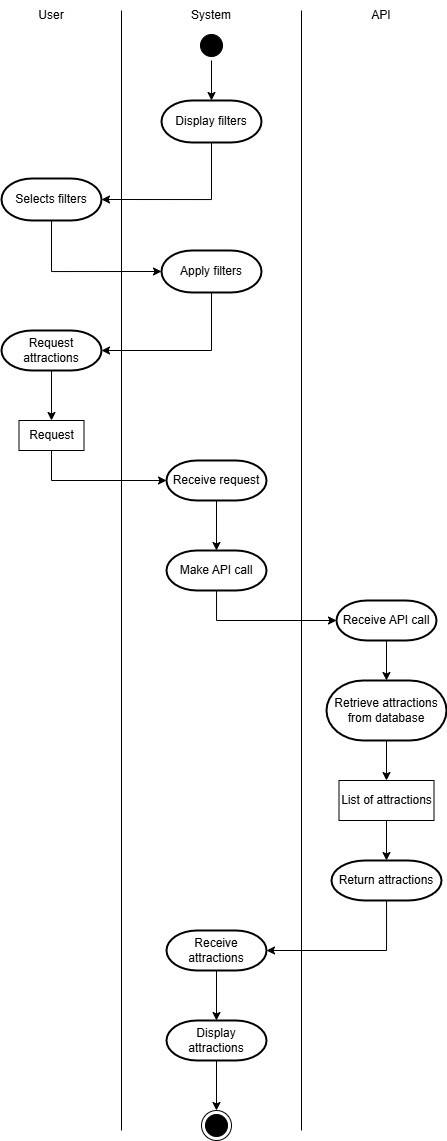 User
System
API
Display filters
Selects filters
Apply filters
Request
attractions
Request
Receive request
Make API call
Receive API call
Retrieve attractions
from database
List of attractions
Return attractions
Receive
attractions
Display
attractions